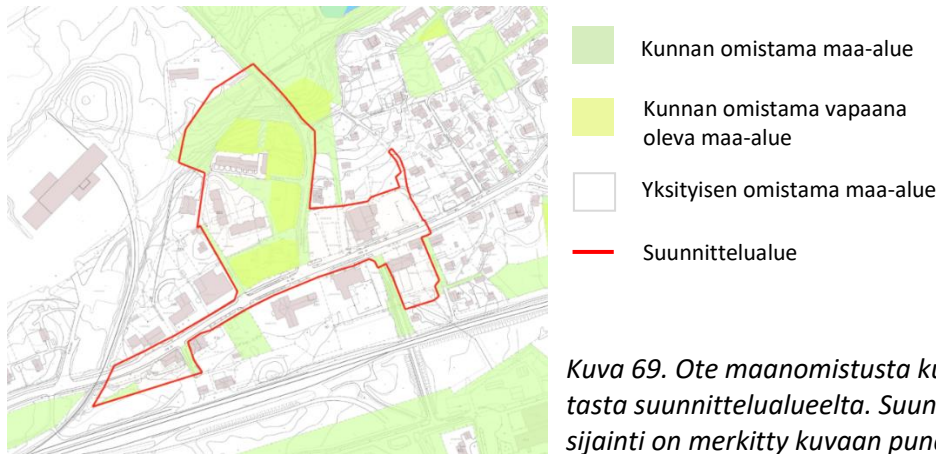 Kunnan omistama maa-alue
Kunnan omistama vapaana
oleva maa-alue
Yksityisen omistama maa-alue
Suunnittelualue
Kuva 69. Ote maanomistusta ku
tasta suunnittelualueelta. Suun
sijainti on merkitty kuvaan pun